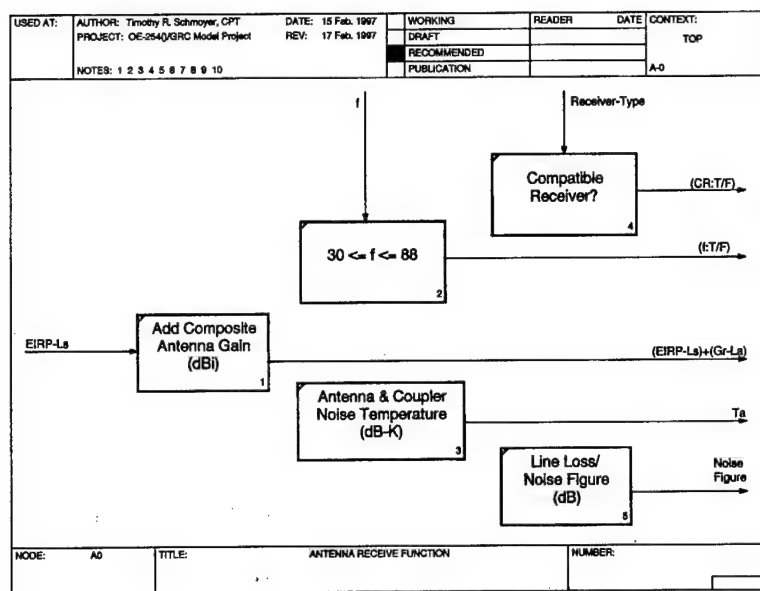 USED AT:
AUTHOR: Timothy R. Schmoyer, CPT
DATE: 15 Feb. 1997
PROJECT: OE-254()/GRC Model Project
REV: 17 Feb. 1997
NOTES: 1 2 3 4 5 6 7 8 9 10
WORKING
DRAFT
RECOMMENDED
PUBLICATION
READER
DATE
CONTEXT:
TOP
A-0
f
Receiver-Type
Compatible
Receiver?
4
(CR:T/F)
30 <= f <= 88
2
(f:T/F)
EIRP-Ls
Add Composite
Antenna Gain
(dBi)
1
(EIRP-Ls)+(Gr-La)
Antenna & Coupler
Noise Temperature
(dB-K)
3
Ta
Line Loss/
Noise Figure
(dB)
5
Noise
Figure
NODE:
A0
TITLE:
ANTENNA RECEIVE FUNCTION
NUMBER: